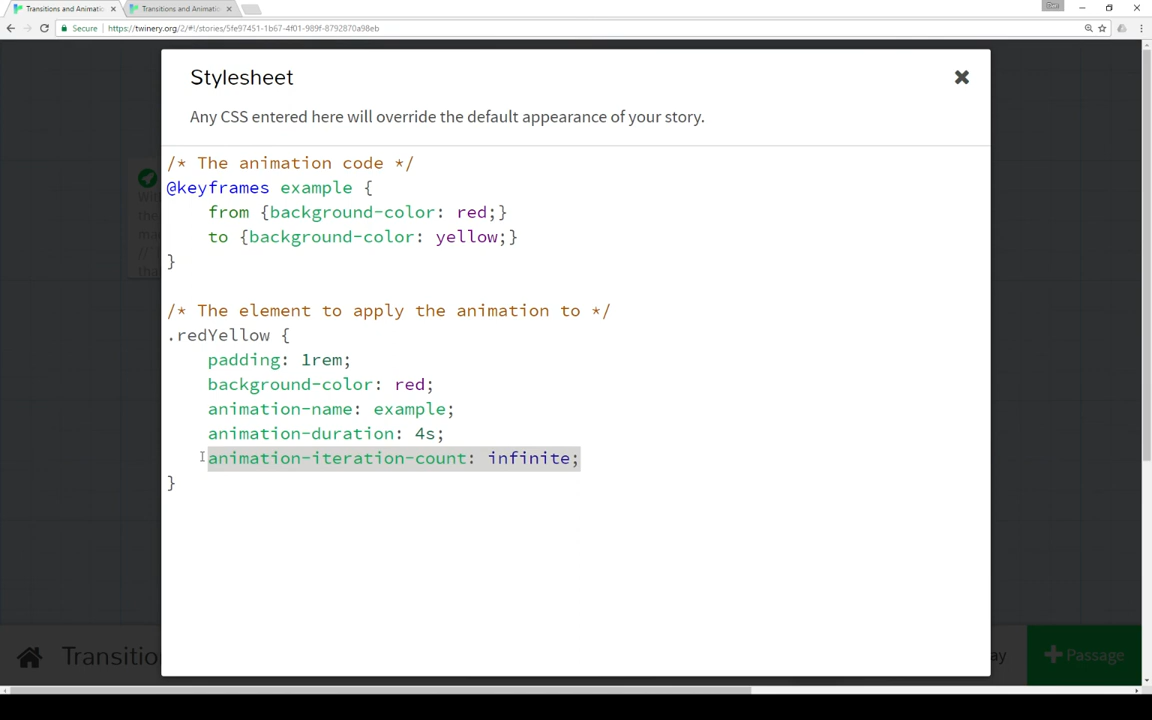 Transitions and Animatio
Transitions and Animation
Secure
https://twinery.org/2/#!/stories/5fe97451-1b67-4f01-989f-8792870a98eb
Stylesheet
Any CSS entered here will override the default appearance of your story.
/* The animation code */
@keyframes example {
from {background-color: red;}
to {background-color: yellow;}
}
/* The element to apply the animation to */
.redYellow {
padding: 1rem;
background-color: red;
animation-name: example;
animation-duration: 4s;
animation-iteration-count: infinite;
}
Transitio
ay
Passage